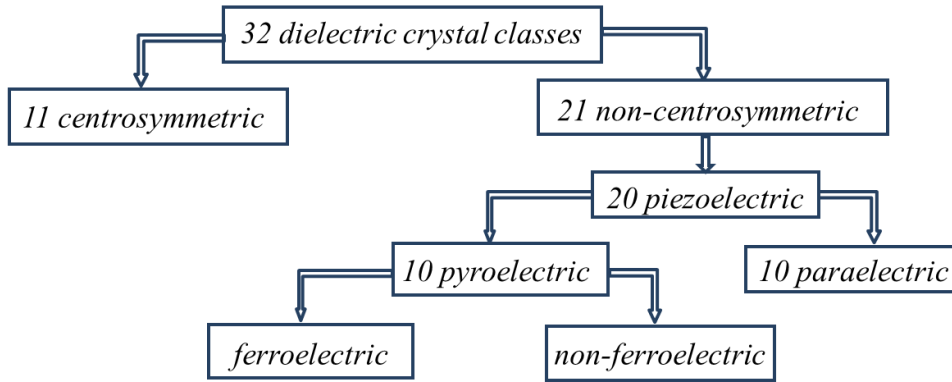 32 dielectric crystal classes
11 centrosymmetric
21 non-centrosymmetric
20 piezoelectric
10 pyroelectric
10 paraelectric
ferroelectric
non-ferroelectric